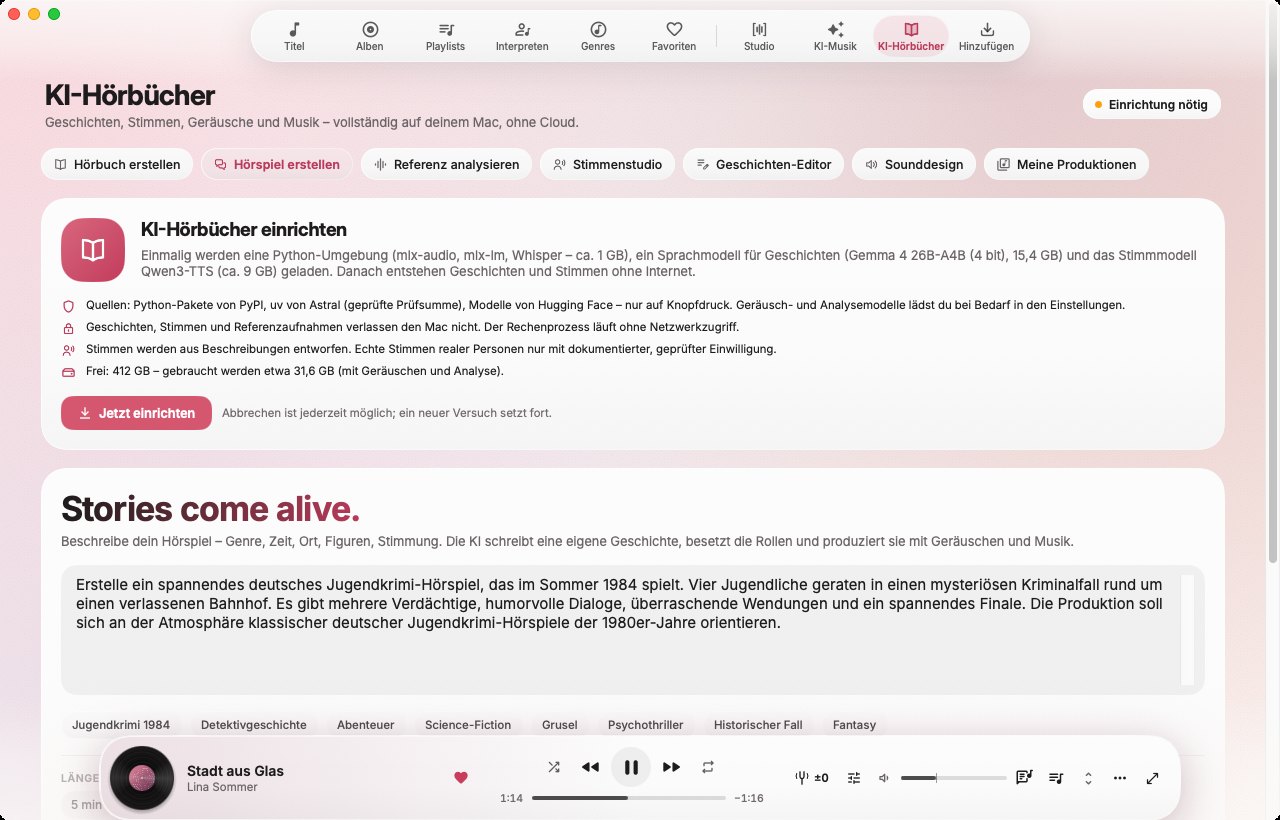 Titel
Alben
Playlists
Interpreten
Genres
Favoriten
Studio
KI-Musik
KI-Hörbücher
Hinzufügen
KI-Hörbücher
Geschichten, Stimmen, Geräusche und Musik – vollständig auf deinem Mac, ohne Cloud.
Einrichtung nötig
Hörbuch erstellen
Hörspiel erstellen
Referenz analysieren
Stimmenstudio
Geschichten-Editor
Sounddesign
Meine Produktionen
KI-Hörbücher einrichten
Einmalig werden eine Python-Umgebung (mlx-audio, mlx-lm, Whisper – ca. 1 GB), ein Sprachmodell für Geschichten (Gemma 4 26B-A4B (4 bit), 15,4 GB) und das Stimmmodell
Qwen3-TTS (ca. 9 GB) geladen. Danach entstehen Geschichten und Stimmen ohne Internet.
Quellen: Python-Pakete von PyPI, uv von Astral (geprüfte Prüfsumme), Modelle von Hugging Face – nur auf Knopfdruck. Geräusch- und Analysemodelle lädst du bei Bedarf in den Einstellungen.
Geschichten, Stimmen und Referenzaufnahmen verlassen den Mac nicht. Der Rechenprozess läuft ohne Netzwerkzugriff.
Stimmen werden aus Beschreibungen entworfen. Echte Stimmen realer Personen nur mit dokumentierter, geprüfter Einwilligung.
Frei: 412 GB – gebraucht werden etwa 31,6 GB (mit Geräuschen und Analyse).
Jetzt einrichten
Abbrechen ist jederzeit möglich; ein neuer Versuch setzt fort.
Stories come alive.
Beschreibe dein Hörspiel – Genre, Zeit, Ort, Figuren, Stimmung. Die KI schreibt eine eigene Geschichte, besetzt die Rollen und produziert sie mit Geräuschen und Musik.
Erstelle ein spannendes deutsches Jugendkrimi-Hörspiel, das im Sommer 1984 spielt. Vier Jugendliche geraten in einen mysteriösen Kriminalfall rund um
einen verlassenen Bahnhof. Es gibt mehrere Verdächtige, humorvolle Dialoge, überraschende Wendungen und ein spannendes Finale. Die Produktion soll
sich an der Atmosphäre klassischer deutscher Jugendkrimi-Hörspiele der 1980er-Jahre orientieren.
Jugendkrimi 1984
Detektivgeschichte
Abenteuer
Science-Fiction
Grusel
Psychothriller
Historischer Fall
Fantasy
LÄNGE
5 min
Stadt aus Glas
Lina Sommer
1:14
−1:16
±0